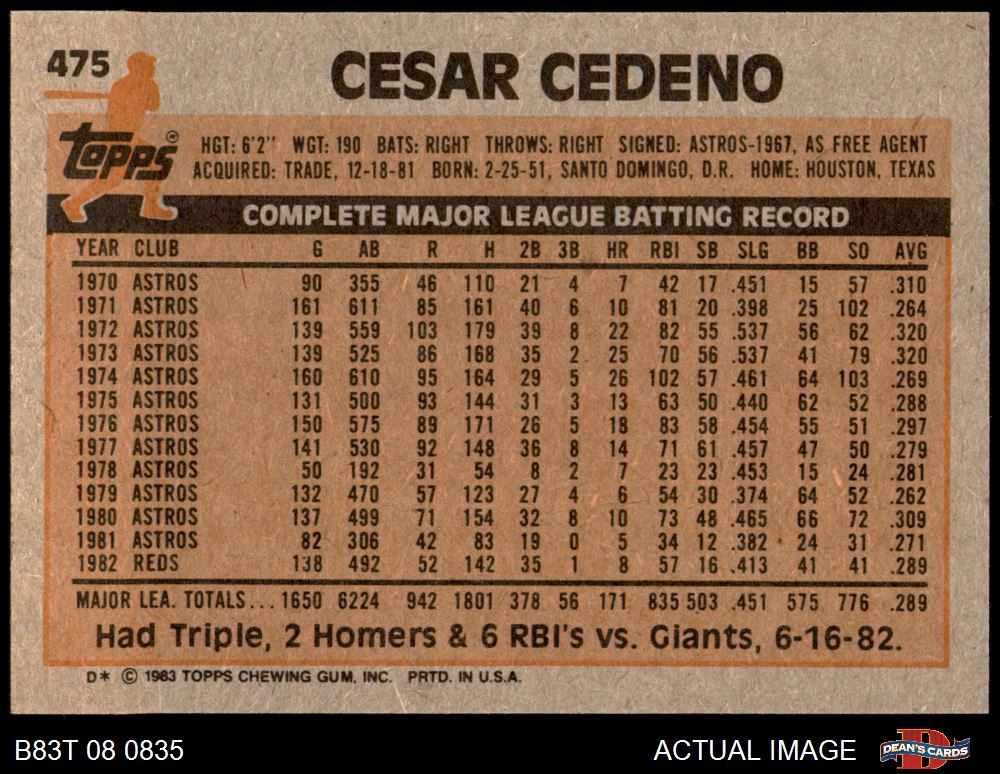 475
CESAR CEDENO
Topps ®
HGT: 6'2" WGT: 190 BATS: RIGHT THROWS: RIGHT SIGNED: ASTROS-1967, AS FREE AGENT
ACQUIRED: TRADE, 12-18-81 BORN: 2-25-51, SANTO DOMINGO, D.R. HOME: HOUSTON, TEXAS
COMPLETE MAJOR LEAGUE BATTING RECORD
YEAR CLUB G AB R H 2B 3B HR RBI SB SLG BB SO AVG
1970 ASTROS 90 355 46 110 21 4 7 42 17 .451 15 57 .310
1971 ASTROS 161 611 85 161 40 6 10 81 20 .398 25 102 .264
1972 ASTROS 139 559 103 179 39 8 22 82 55 .537 56 62 .320
1973 ASTROS 139 525 86 168 35 2 25 70 56 .537 41 79 .320
1974 ASTROS 160 610 95 164 29 5 26 102 57 .461 64 103 .269
1975 ASTROS 131 500 93 144 31 3 13 63 50 .440 62 52 .288
1976 ASTROS 150 575 89 171 26 5 18 83 58 .454 55 51 .297
1977 ASTROS 141 530 92 148 36 8 14 71 61 .457 47 50 .279
1978 ASTROS 50 192 31 54 8 2 7 23 23 .453 15 24 .281
1979 ASTROS 132 470 57 123 27 4 6 54 30 .374 64 52 .262
1980 ASTROS 137 499 71 154 32 8 10 73 48 .465 66 72 .309
1981 ASTROS 82 306 42 83 19 0 5 34 12 .382 24 31 .271
1982 REDS 138 492 52 142 35 1 8 57 16 .413 41 41 .289
MAJOR LEA. TOTALS... 1650 6224 942 1801 378 56 171 835 503 .451 575 776 .289
Had Triple, 2 Homers & 6 RBI's vs. Giants, 6-16-82.
D* © 1983 TOPPS CHEWING GUM, INC. PRTD. IN U.S.A.
B83T 08 0835 ACTUAL IMAGE DEAN'S CARDS